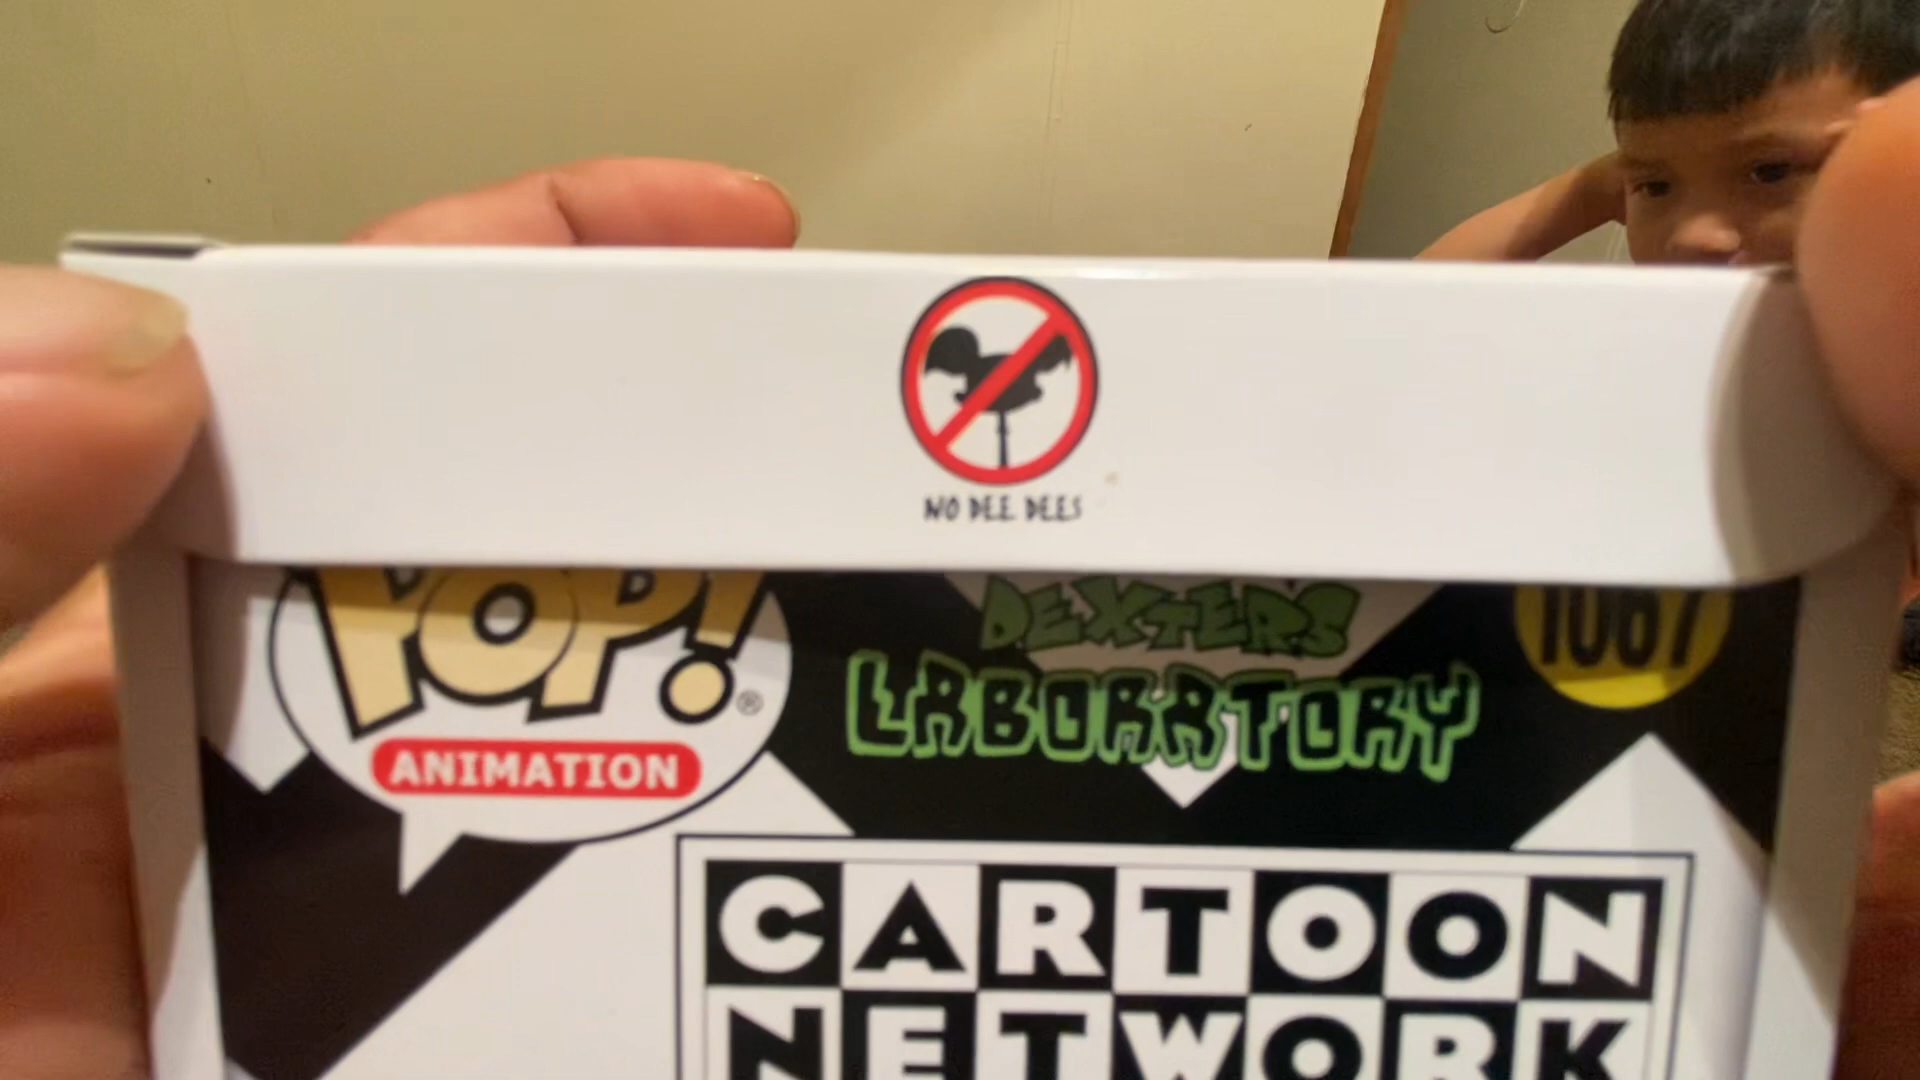 NO DEE DEES
POP!®
ANIMATION
DEXTERS
LABORATORY
1067
CARTOON
NETWORK